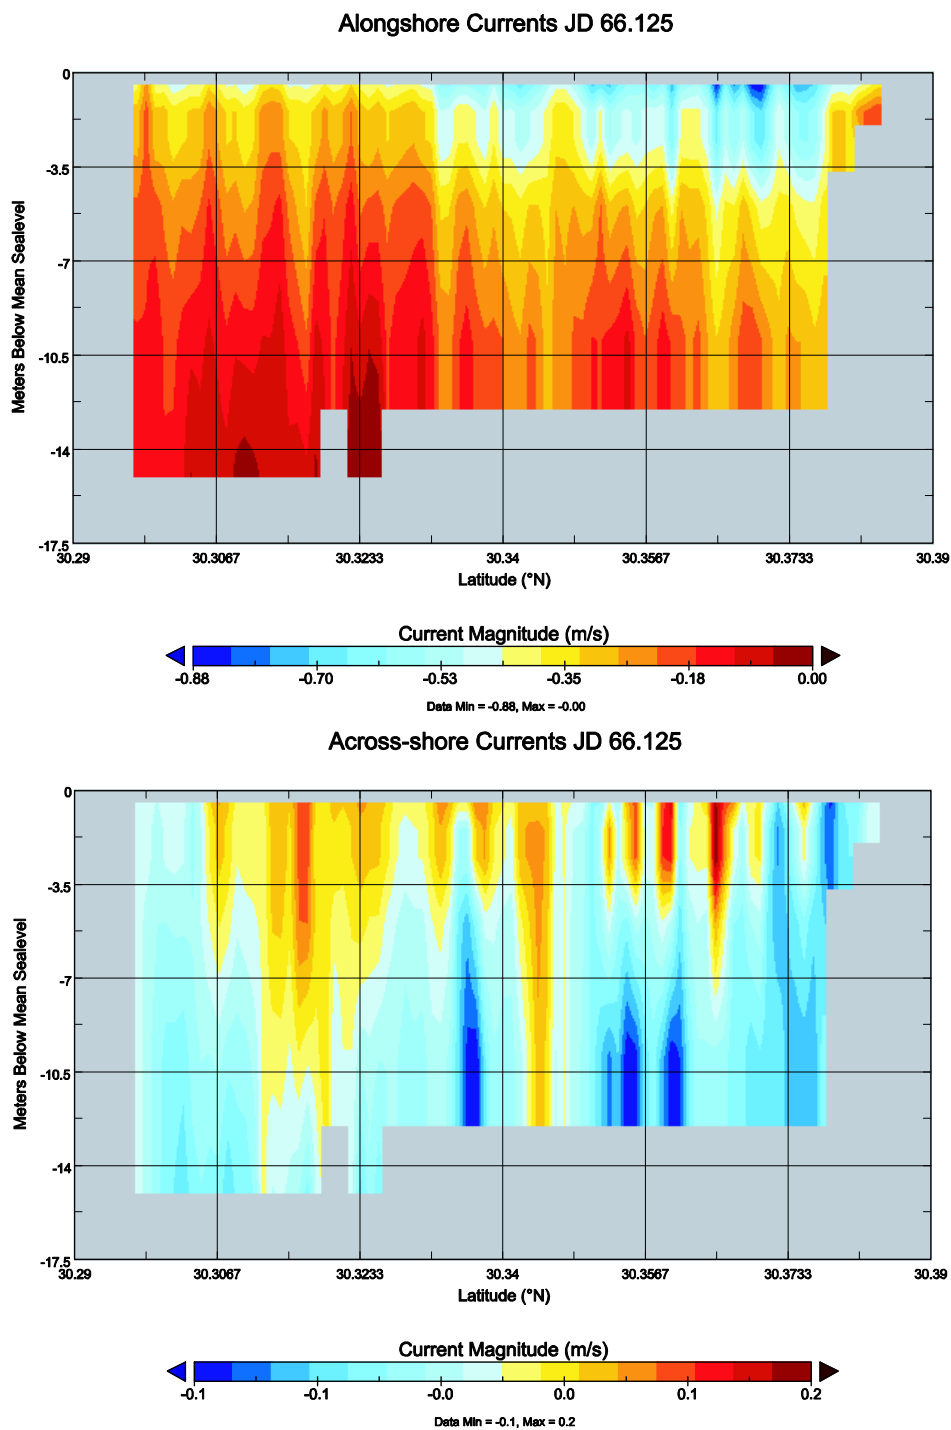 Alongshore Currents JD 66.125
0
-3.5
-7
-10.5
-14
-17.5
Meters Below Mean Sealevel
30.29 30.3067 30.3233 30.34 30.3567 30.3733 30.39
Latitude (°N)
Current Magnitude (m/s)
-0.88 -0.70 -0.53 -0.35 -0.18 0.00
Data Min = -0.88, Max = -0.00
Across-shore Currents JD 66.125
0
-3.5
-7
-10.5
-14
-17.5
Meters Below Mean Sealevel
30.29 30.3067 30.3233 30.34 30.3567 30.3733 30.39
Latitude (°N)
Current Magnitude (m/s)
-0.1 -0.1 -0.0 0.0 0.1 0.2
Data Min = -0.1, Max = 0.2